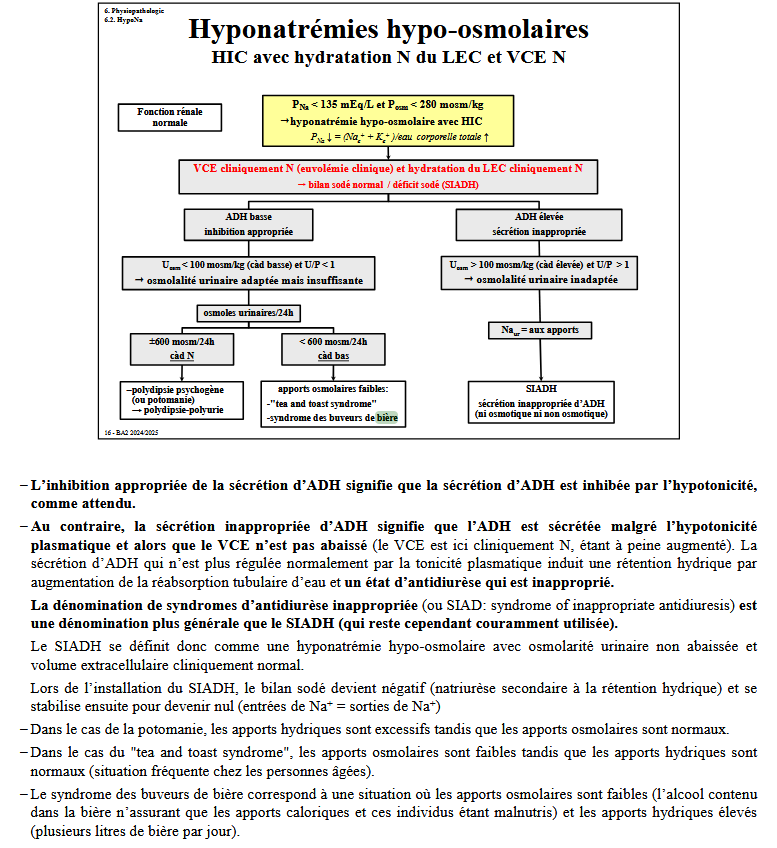 6. Physiopathologie
6.2. HypoNa
Hyponatrémies hypo-osmolaires
HIC avec hydratation N du LEC et VCE N
Fonction rénale
normale
PNa < 135 mEq/L et Posm < 280 mosm/kg
→hyponatrémie hypo-osmolaire avec HIC
PNa ↓ = (Nae+ + Ke+ )/eau corporelle totale ↑
VCE cliniquement N (euvolémie clinique) et hydratation du LEC cliniquement N
→ bilan sodé normal / déficit sodé (SIADH)
ADH basse
inhibition appropriée
ADH élevée
sécrétion inappropriée
Uosm < 100 mosm/kg (càd basse) et U/P < 1
→ osmolalité urinaire adaptée mais insuffisante
Uosm > 100 mosm/kg (càd élevée) et U/P > 1
→ osmolalité urinaire inadaptée
osmoles urinaires/24h
±600 mosm/24h
càd N
< 600 mosm/24h
càd bas
Naur = aux apports
–polydipsie psychogène
(ou potomanie)
→ polydipsie-polyurie
apports osmolaires faibles:
-"tea and toast syndrome"
-syndrome des buveurs de bière
SIADH
sécrétion inappropriée d'ADH
(ni osmotique ni non osmotique)
16 - BA2 2024/2025
– L'inhibition appropriée de la sécrétion d'ADH signifie que la sécrétion d'ADH est inhibée par l'hypotonicité,
comme attendu.
– Au contraire, la sécrétion inappropriée d'ADH signifie que l'ADH est sécrétée malgré l'hypotonicité
plasmatique et alors que le VCE n'est pas abaissé (le VCE est ici cliniquement N, étant à peine augmenté). La
sécrétion d'ADH qui n'est plus régulée normalement par la tonicité plasmatique induit une rétention hydrique par
augmentation de la réabsorption tubulaire d'eau et un état d'antidiurèse qui est inapproprié.
La dénomination de syndromes d'antidiurèse inappropriée (ou SIAD: syndrome of inappropriate antidiuresis) est
une dénomination plus générale que le SIADH (qui reste cependant couramment utilisée).
Le SIADH se définit donc comme une hyponatrémie hypo-osmolaire avec osmolarité urinaire non abaissée et
volume extracellulaire cliniquement normal.
Lors de l'installation du SIADH, le bilan sodé devient négatif (natriurèse secondaire à la rétention hydrique) et se
stabilise ensuite pour devenir nul (entrées de Na+ = sorties de Na+)
– Dans le cas de la potomanie, les apports hydriques sont excessifs tandis que les apports osmolaires sont normaux.
– Dans le cas du "tea and toast syndrome", les apports osmolaires sont faibles tandis que les apports hydriques sont
normaux (situation fréquente chez les personnes âgées).
– Le syndrome des buveurs de bière correspond à une situation où les apports osmolaires sont faibles (l'alcool contenu
dans la bière n'assurant que les apports caloriques et ces individus étant malnutris) et les apports hydriques élevés
(plusieurs litres de bière par jour).